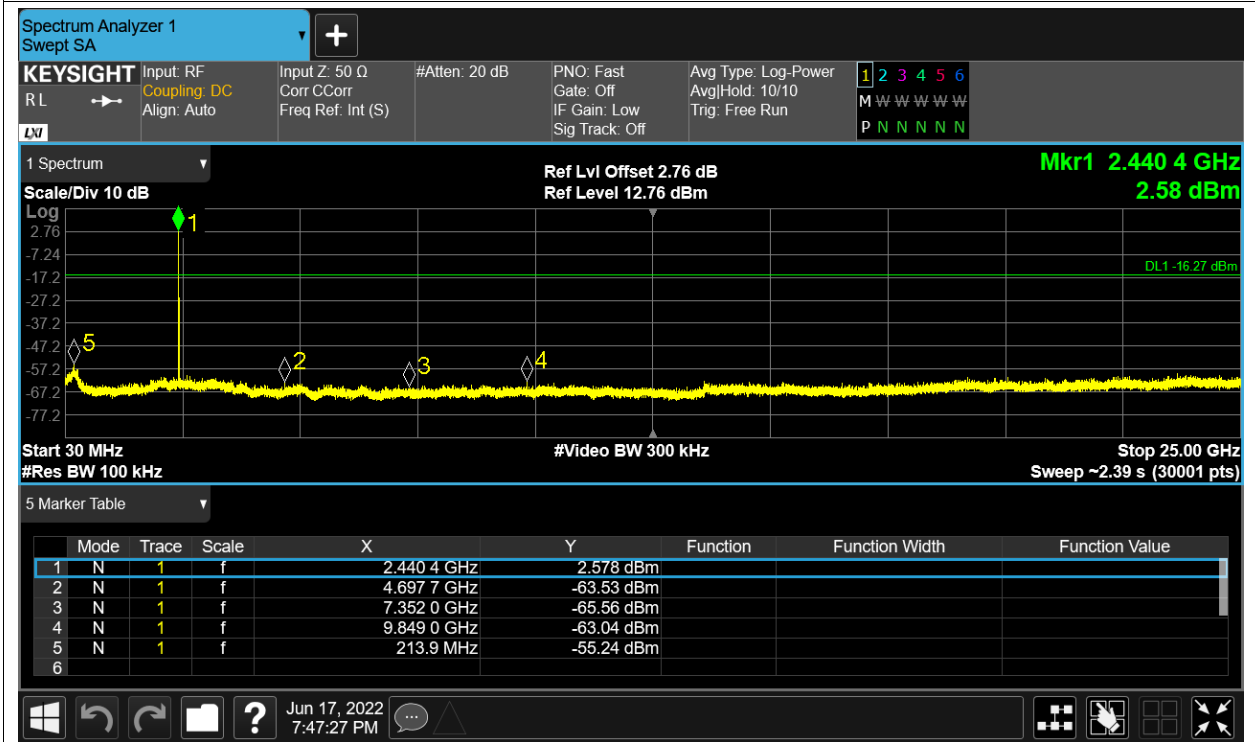 Spectrum Analyzer 1
Swept SA
+
KEYSIGHT
R L
LXI
Input: RF
Coupling: DC
Align: Auto
Input Z: 50 Ω
Corr CCorr
Freq Ref: Int (S)
#Atten: 20 dB
PNO: Fast
Gate: Off
IF Gain: Low
Sig Track: Off
Avg Type: Log-Power
Avg|Hold: 10/10
Trig: Free Run
1 2 3 4 5 6
M W W W W W
P N N N N N
1 Spectrum
Scale/Div 10 dB
Ref Lvl Offset 2.76 dB
Ref Level 12.76 dBm
Mkr1 2.440 4 GHz
2.58 dBm
Log
2.76
-7.24
-17.2
-27.2
-37.2
-47.2
-57.2
-67.2
-77.2
1
DL1 -16.27 dBm
5
2
3
4
Start 30 MHz
#Video BW 300 kHz
Stop 25.00 GHz
#Res BW 100 kHz
Sweep ~2.39 s (30001 pts)
5 Marker Table
Mode Trace Scale X Y Function Function Width Function Value
1 N 1 f 2.440 4 GHz 2.578 dBm
2 N 1 f 4.697 7 GHz -63.53 dBm
3 N 1 f 7.352 0 GHz -65.56 dBm
4 N 1 f 9.849 0 GHz -63.04 dBm
5 N 1 f 213.9 MHz -55.24 dBm
6
?
Jun 17, 2022
7:47:27 PM